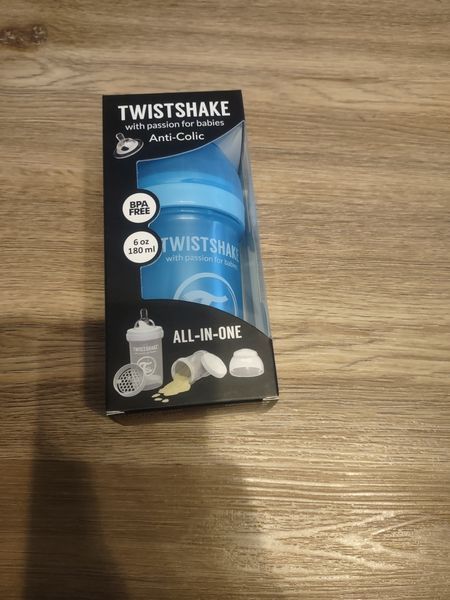 TWISTSHAKE
with passion for babies
Anti-Colic
BPA
FREE
6 oz
180 ml
TWISTSHAKE
with passion for babies
ALL-IN-ONE
TWISTSHAKE